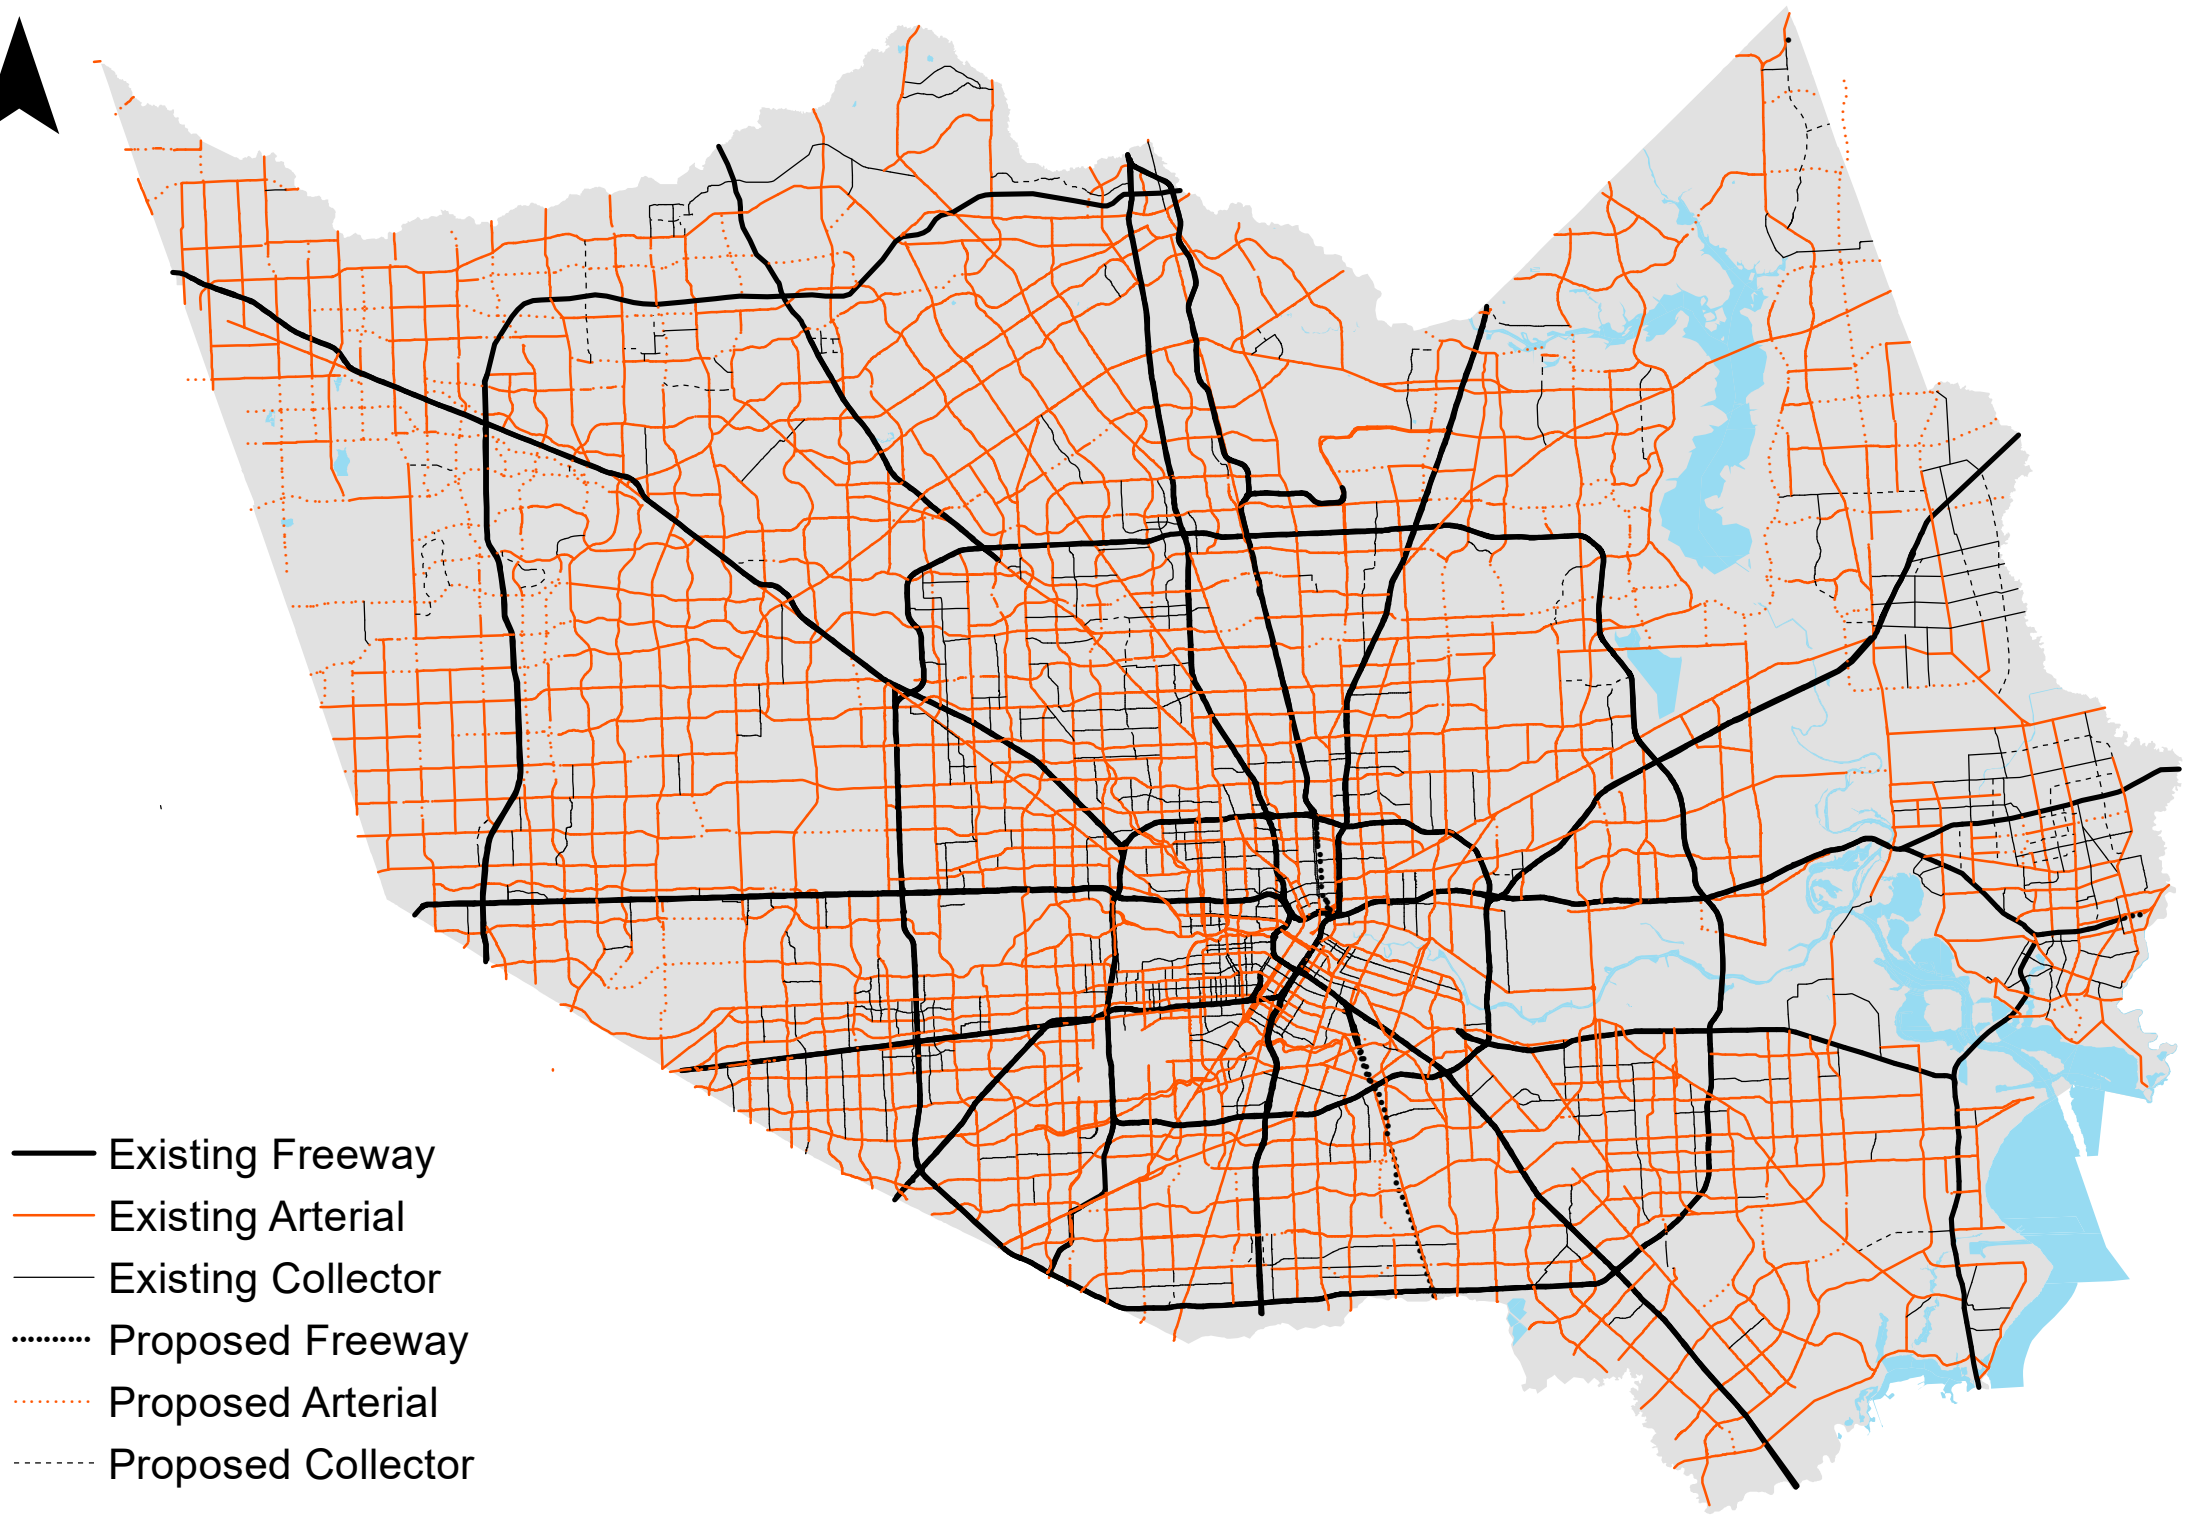 Existing Freeway
Existing Arterial
Existing Collector
Proposed Freeway
Proposed Arterial
Proposed Collector